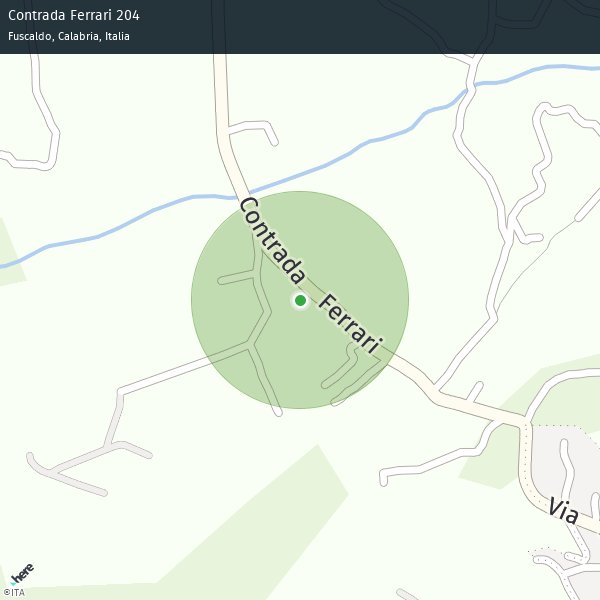 Contrada Ferrari 204
Fuscaldo, Calabria, Italia
Contrada Ferrari
Via
here
©ITA